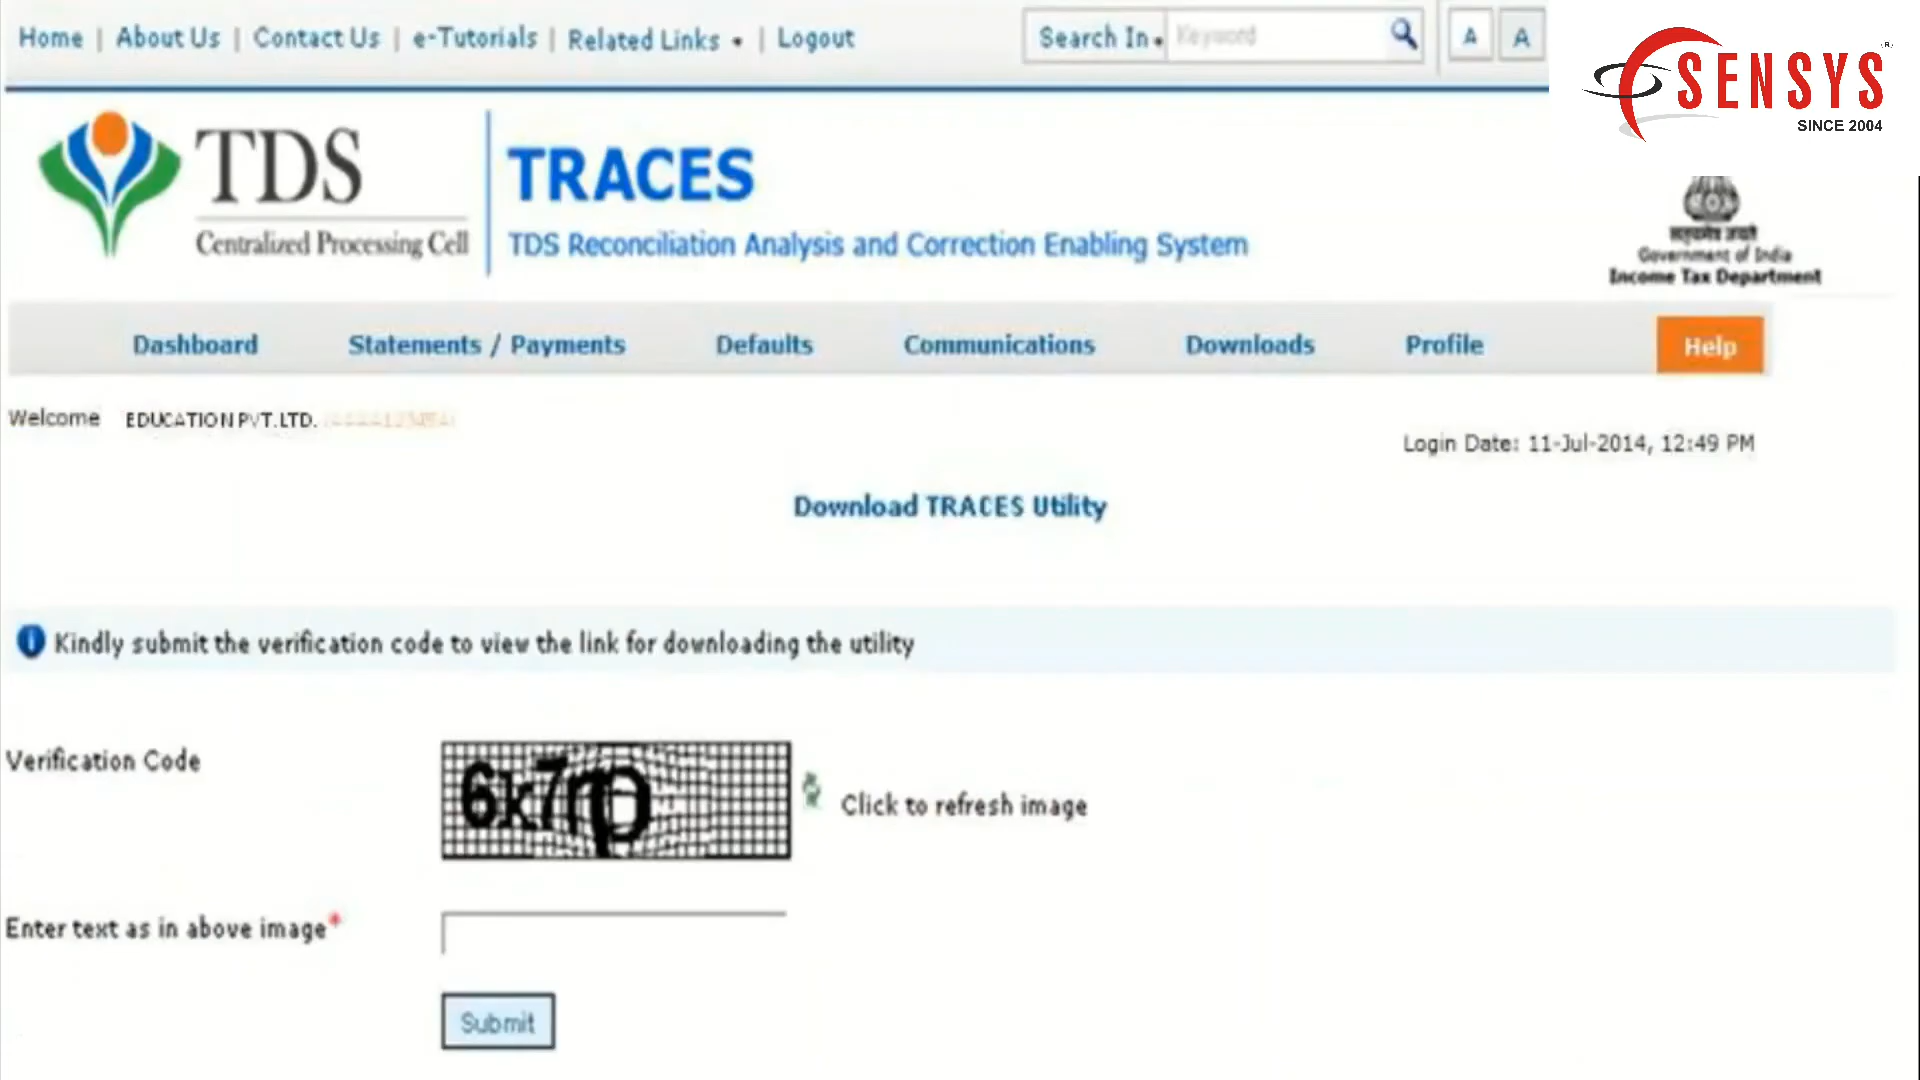 Home | About Us | Contact Us | e-Tutorials | Related Links | Logout
Search In Keyword A A
SENSYS (R)
SINCE 2004
TDS
Centralized Processing Cell
TRACES
TDS Reconciliation Analysis and Correction Enabling System
सत्यमेव जयते
Government of India
Income Tax Department
Dashboard Statements / Payments Defaults Communications Downloads Profile Help
Welcome EDUCATION PVT.LTD.
Login Date: 11-Jul-2014, 12:49 PM
Download TRACES Utility
i Kindly submit the verification code to view the link for downloading the utility
Verification Code
Click to refresh image
Enter text as in above image*
Submit